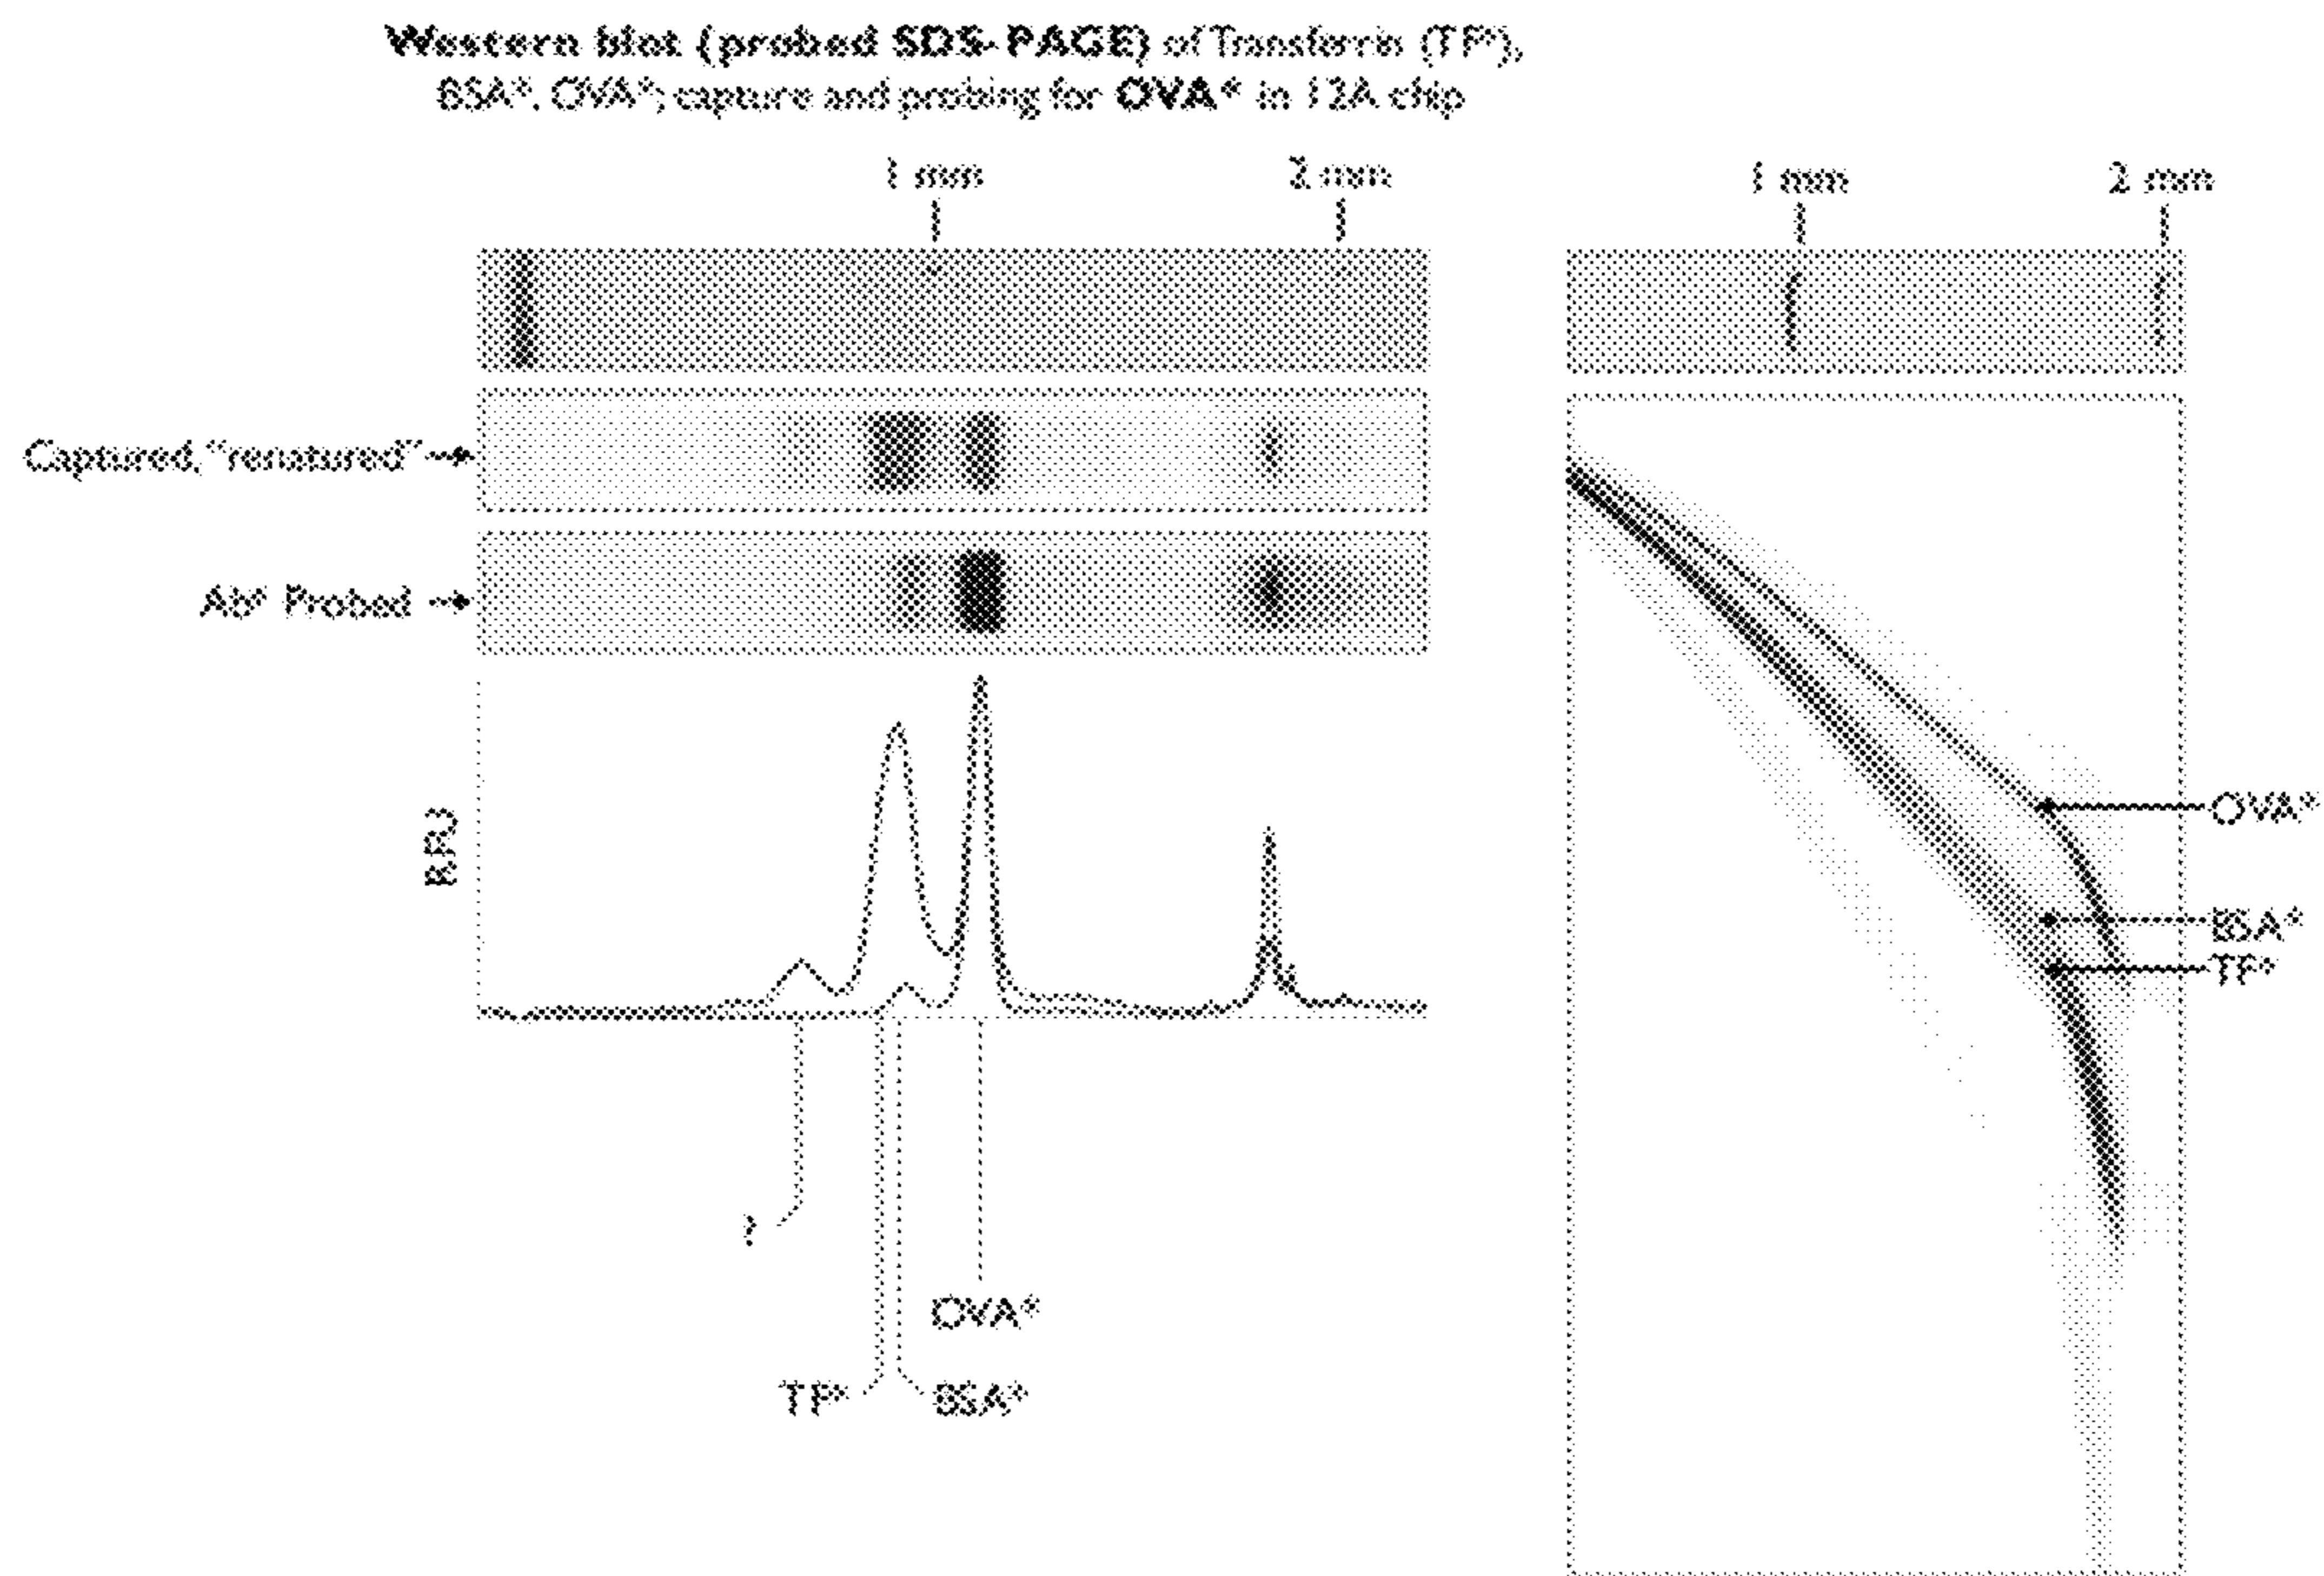 Western blot (probed SDS-PAGE) of Transferrin (TF*),
BSA*, OVA*; capture and probing for OVA* in 12A chip
1 mm
2 mm
1 mm
2 mm
Captured, "renatured"
Ab* Probed
RFU
OVA*
BSA*
TF*
?
OVA*
TF*
BSA*